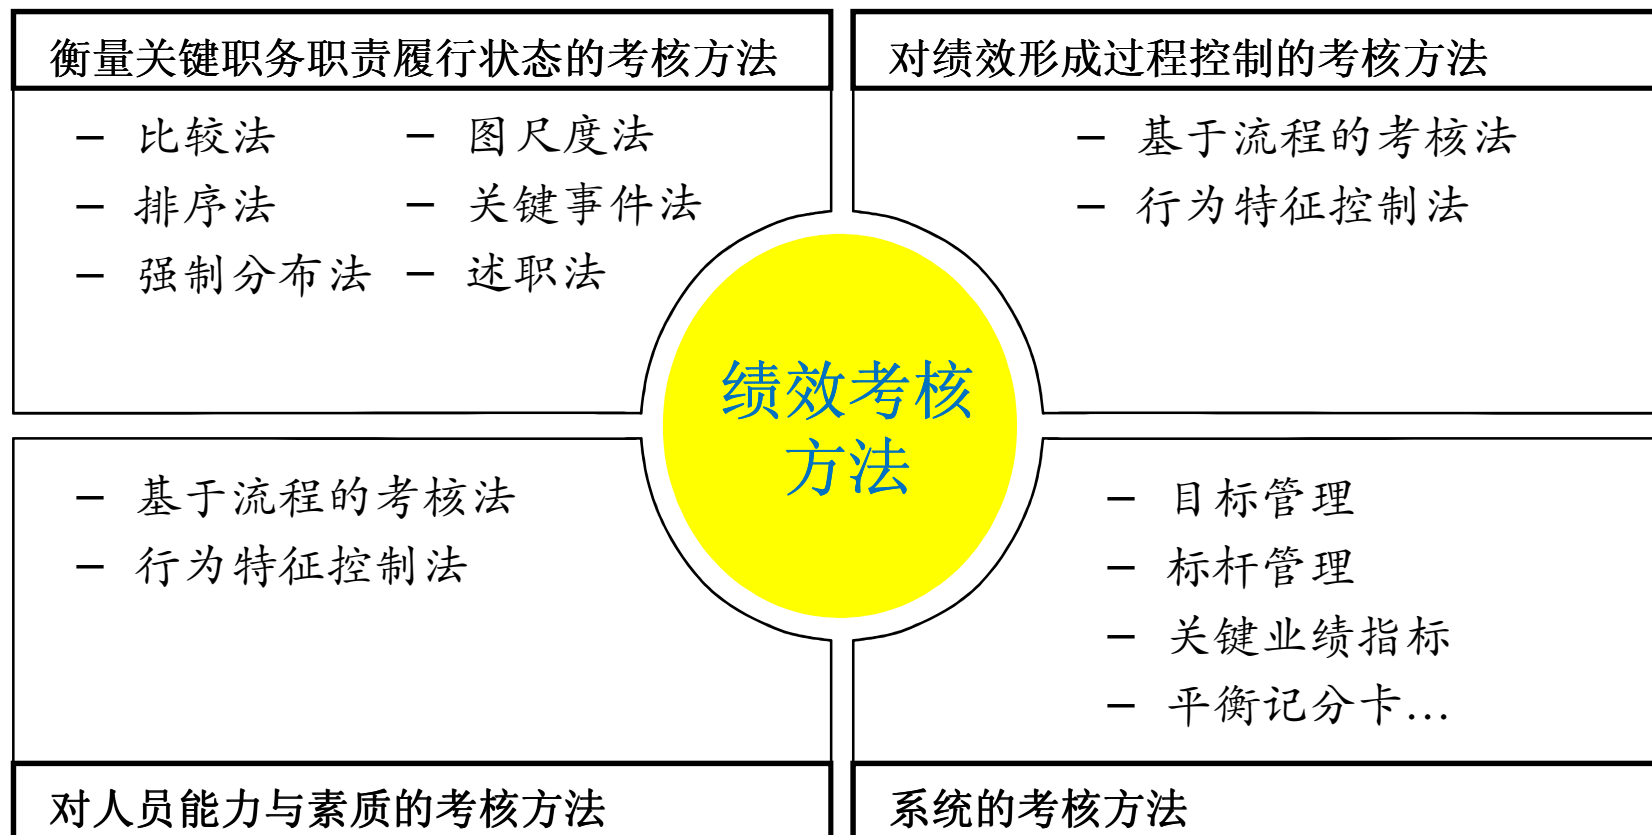 衡量关键职务职责履行状态的考核方法
— 比较法 — 图尺度法
— 排序法 — 关键事件法
— 强制分布法 — 述职法
对绩效形成过程控制的考核方法
— 基于流程的考核法
— 行为特征控制法
绩效考核
方法
— 基于流程的考核法
— 行为特征控制法
对人员能力与素质的考核方法
— 目标管理
— 标杆管理
— 关键业绩指标
— 平衡记分卡…
系统的考核方法